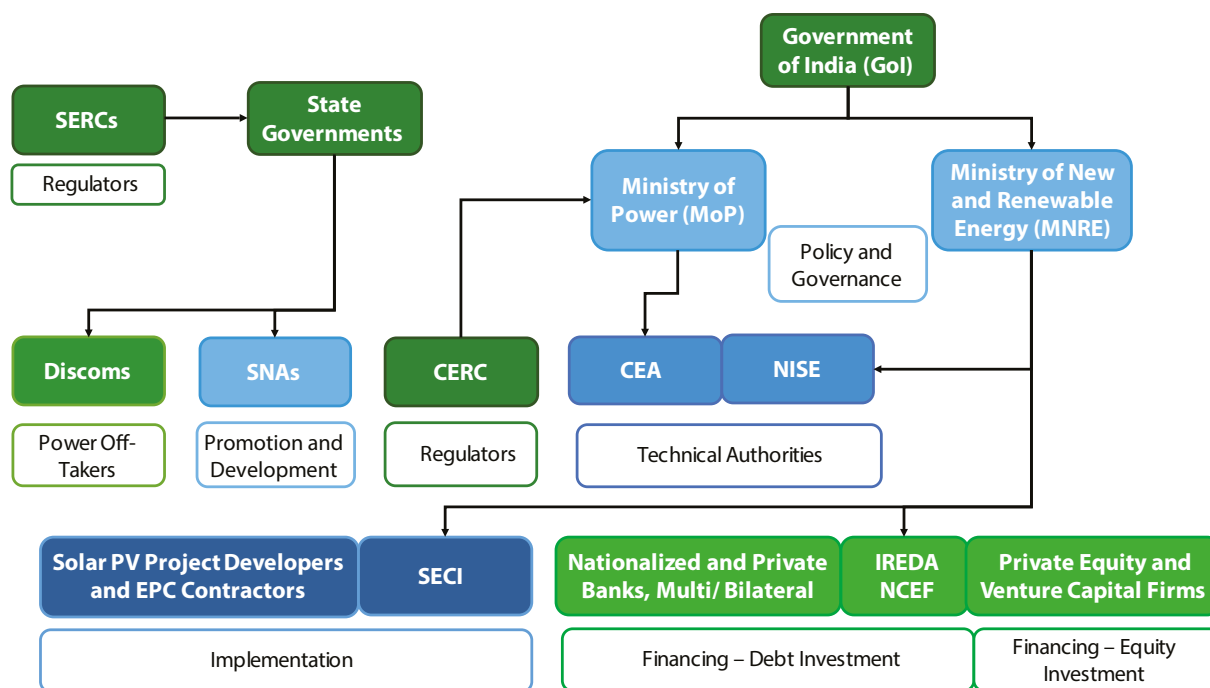 Government
of India (GoI)
SERCs
State
Governments
Regulators
Ministry of
Power (MoP)
Ministry of New
and Renewable
Energy (MNRE)
Policy and
Governance
Discoms
SNAs
CERC
CEA
NISE
Power Off-
Takers
Promotion and
Development
Regulators
Technical Authorities
Solar PV Project Developers
and EPC Contractors
SECI
Nationalized and Private
Banks, Multi/ Bilateral
IREDA
NCEF
Private Equity and
Venture Capital Firms
Implementation
Financing – Debt Investment
Financing – Equity
Investment